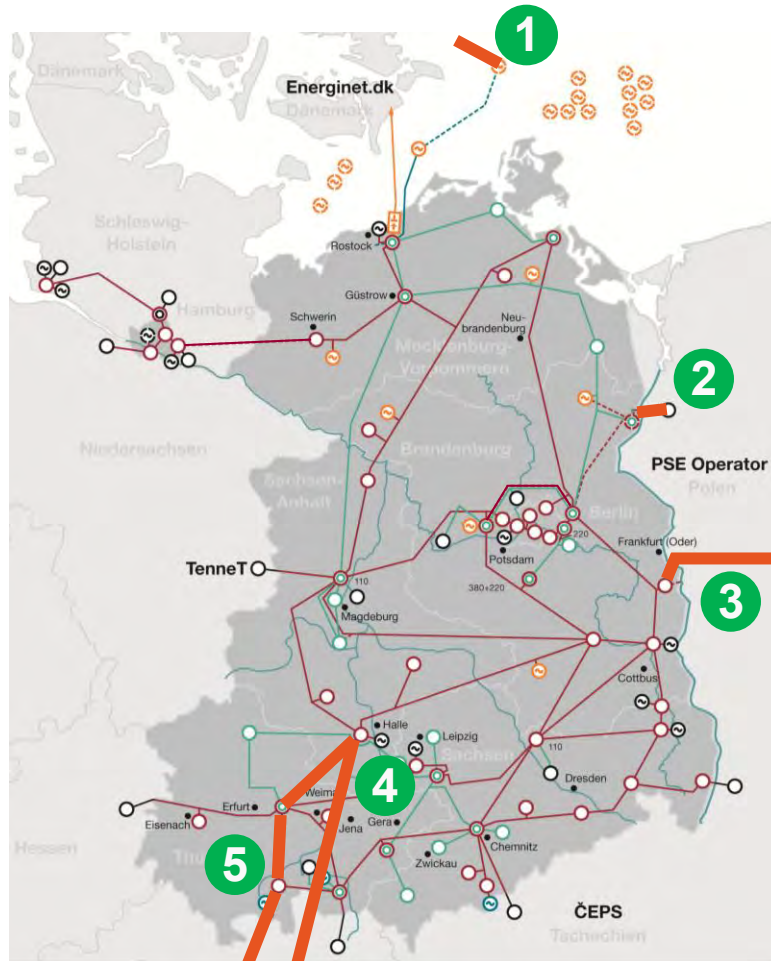 1
Dänemark
Energinet.dk
Dänemark
Schleswig-
Holstein
Rostock
Hamburg
Güstrow
Schwerin
Neu-
brandenburg
Mecklenburg-
Vorpommern
2
Niedersachsen
Brandenburg
Sachsen-
Anhalt
PSE Operator
Polen
Berlin
220
Frankfurt (Oder)
Potsdam
TenneT
110
380+220
3
Magdeburg
Cottbus
Halle
Leipzig
Sachsen
110
4
Dresden
Weima
Erfurt
Jena
Gera
Eisenach
Chemnitz
Hessen
5
Zwickau
ČEPS
Tschechien